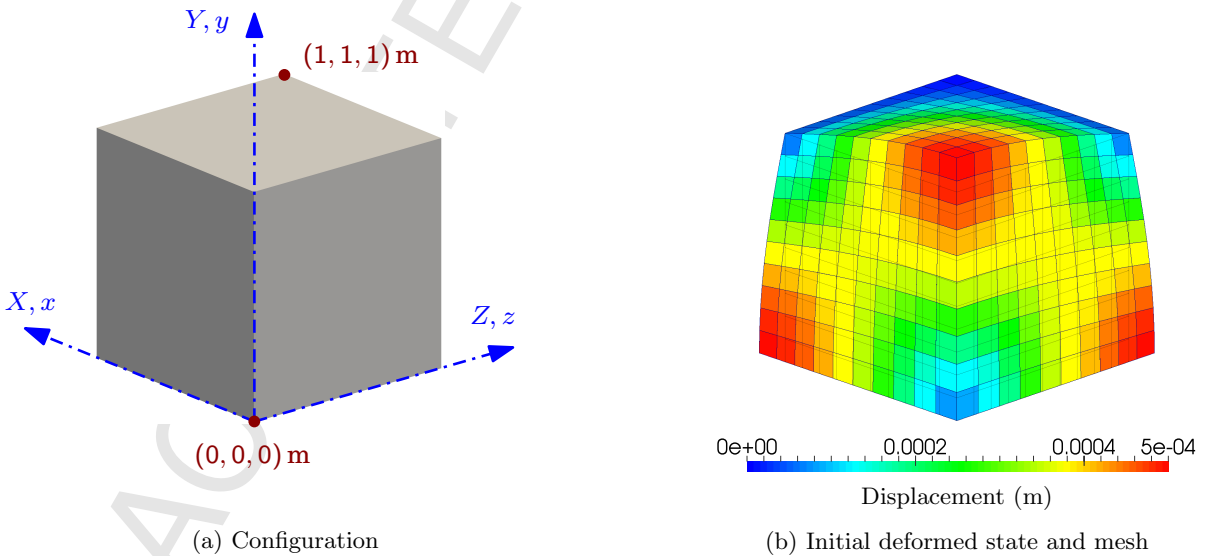 Y, y
(1, 1, 1) m
X, x
Z, z
(0, 0, 0) m
0e+00 0.0002 0.0004 5e-04
Displacement (m)
(a) Configuration
(b) Initial deformed state and mesh